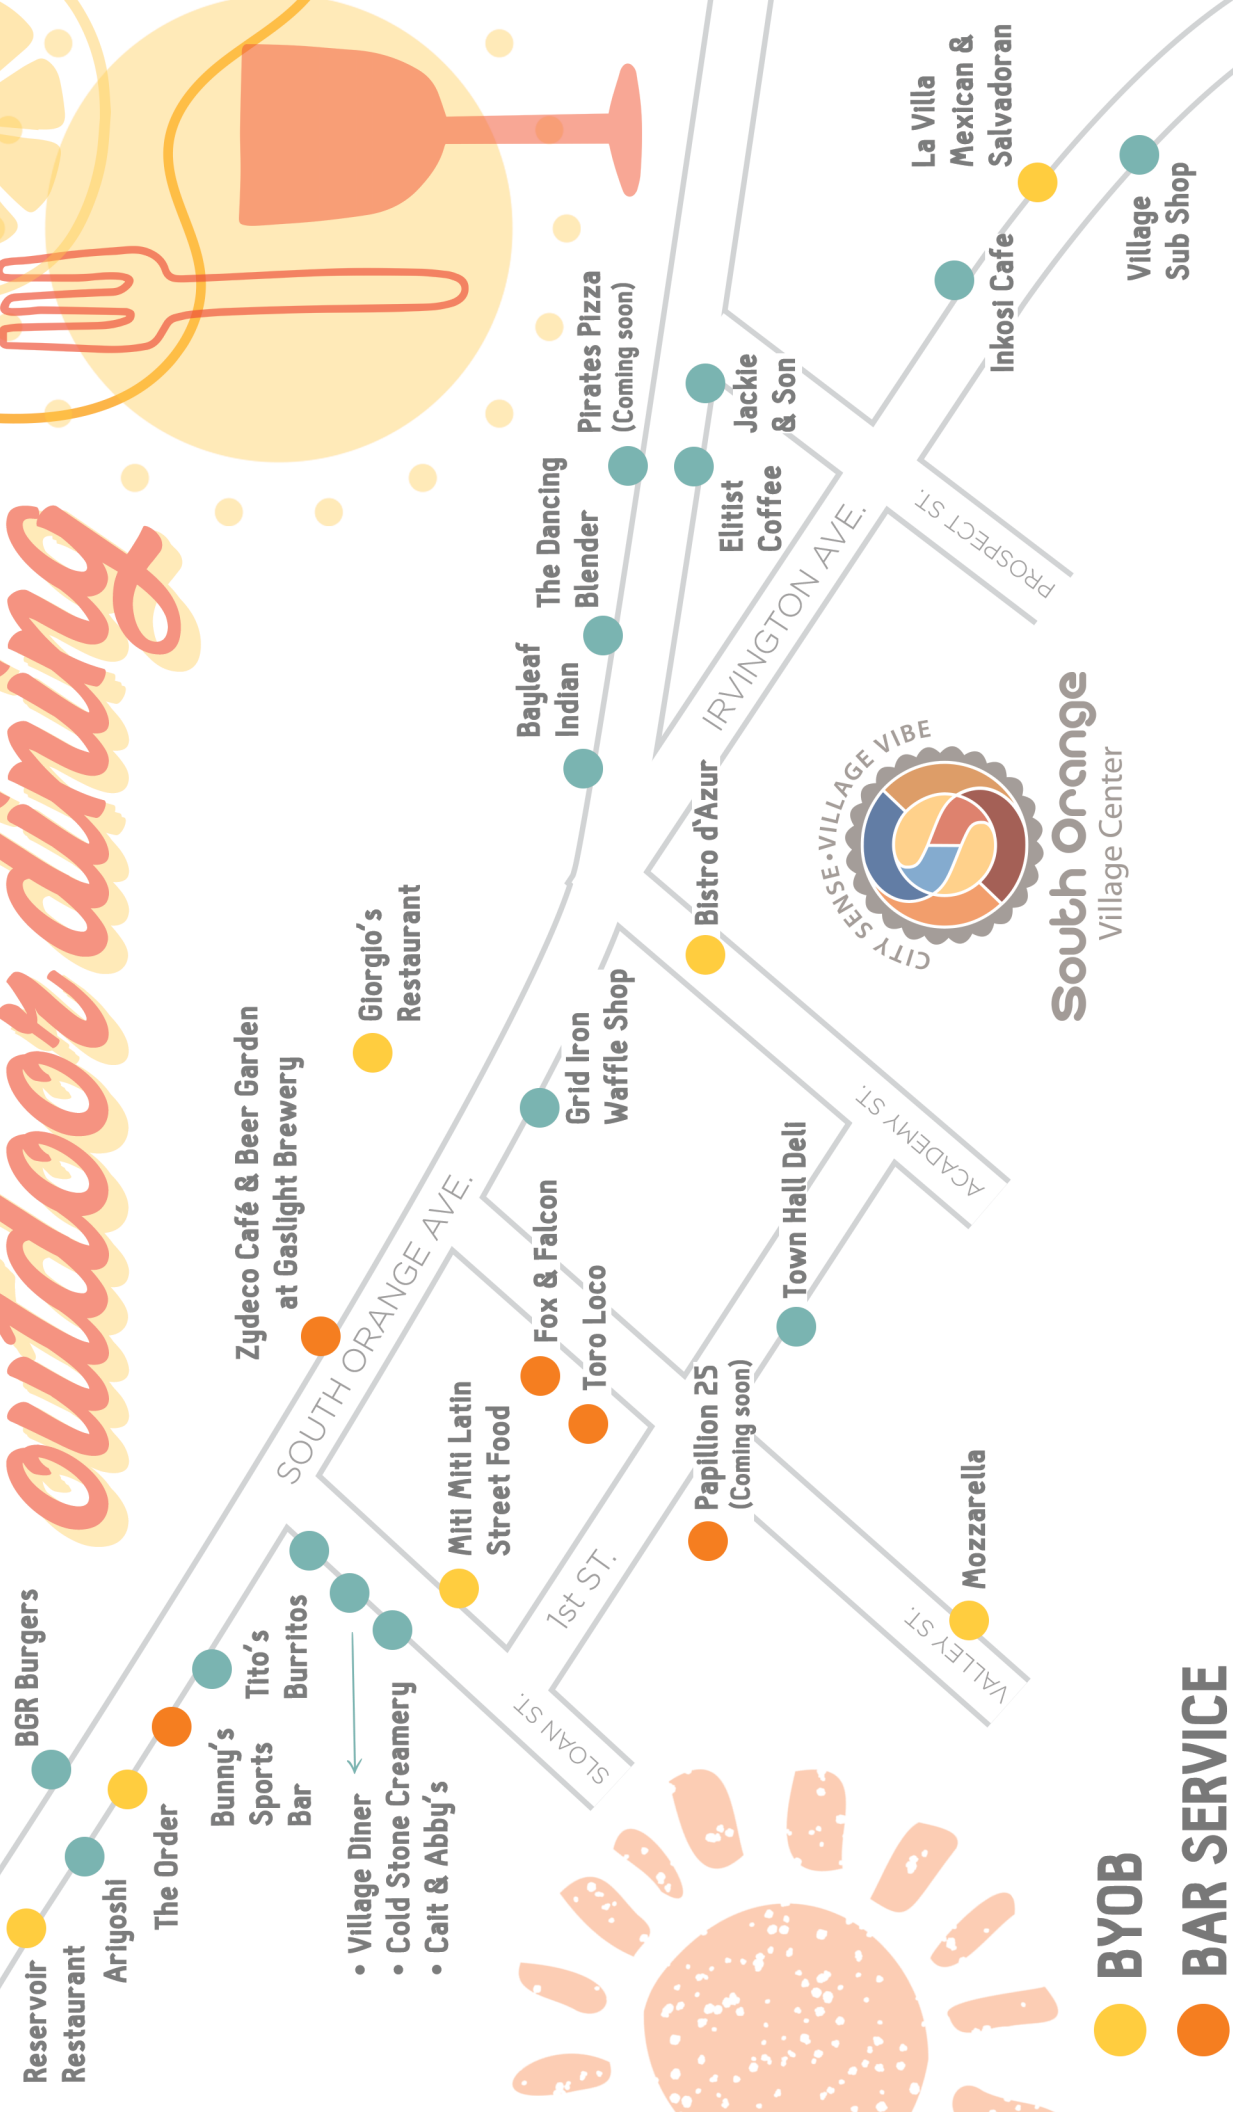 outdoor dining
Reservoir
Restaurant
BGR Burgers
Ariyoshi
The Order
Bunny's
Sports
Bar
Tito's
Burritos
• Village Diner
• Cold Stone Creamery
• Cait & Abby's
Zydeco Café & Beer Garden
at Gaslight Brewery
SOUTH ORANGE AVE.
Giorgio's
Restaurant
Miti Miti Latin
Street Food
Fox & Falcon
Toro Loco
Grid Iron
Waffle Shop
SLOAN ST.
1st ST.
Papillion 25
(Coming soon)
Town Hall Deli
Mozzarella
VALLEY ST.
ACADEMY ST.
Bistro d'Azur
Bayleaf
Indian
The Dancing
Blender
Pirates Pizza
(Coming soon)
Elitist
Coffee
Jackie
& Son
IRVINGTON AVE.
PROSPECT ST.
Inkosi Cafe
La Villa
Mexican &
Salvadoran
Village
Sub Shop
CITY SENSE • VILLAGE VIBE
South Orange
Village Center
BYOB
BAR SERVICE